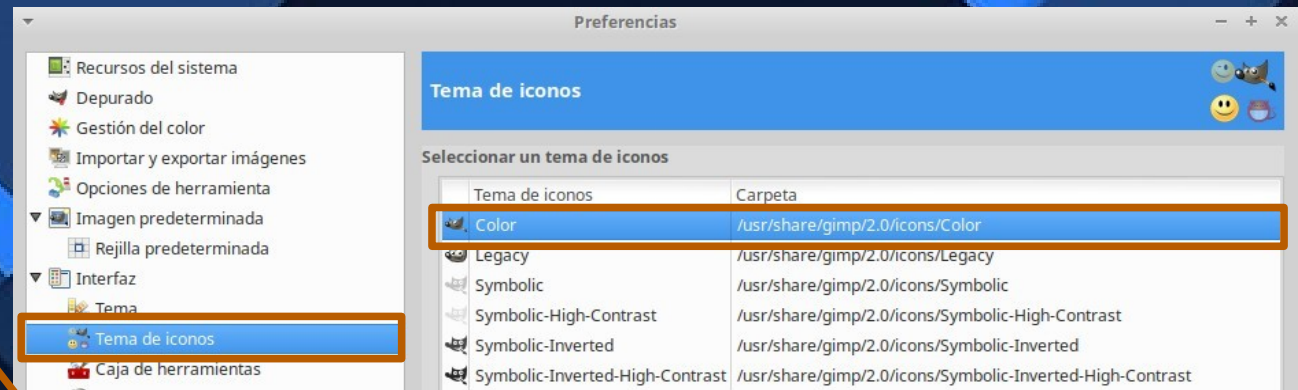 Preferencias
Recursos del sistema
Depurado
Gestión del color
Importar y exportar imágenes
Opciones de herramienta
Imagen predeterminada
Rejilla predeterminada
Interfaz
Tema
Tema de iconos
Caja de herramientas
Tema de iconos
Seleccionar un tema de iconos
Tema de iconos Carpeta
Color /usr/share/gimp/2.0/icons/Color
Legacy /usr/share/gimp/2.0/icons/Legacy
Symbolic /usr/share/gimp/2.0/icons/Symbolic
Symbolic-High-Contrast /usr/share/gimp/2.0/icons/Symbolic-High-Contrast
Symbolic-Inverted /usr/share/gimp/2.0/icons/Symbolic-Inverted
Symbolic-Inverted-High-Contrast /usr/share/gimp/2.0/icons/Symbolic-Inverted-High-Contrast